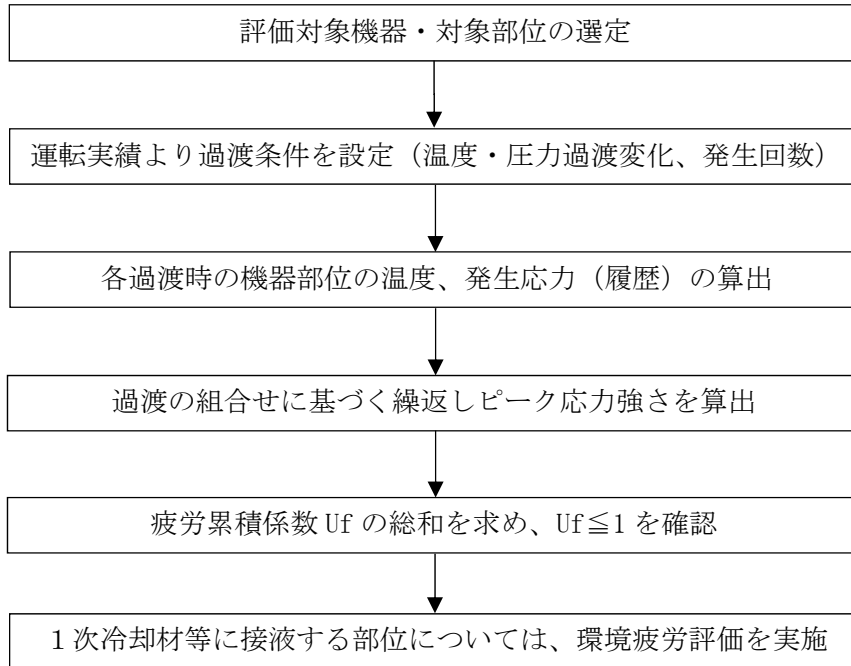 評価対象機器・対象部位の選定
運転実績より過渡条件を設定（温度・圧力過渡変化、発生回数）
各過渡時の機器部位の温度、発生応力（履歴）の算出
過渡の組合せに基づく繰返しピーク応力強さを算出
疲労累積係数 Uf の総和を求め、Uf≦1 を確認
１次冷却材等に接液する部位については、環境疲労評価を実施